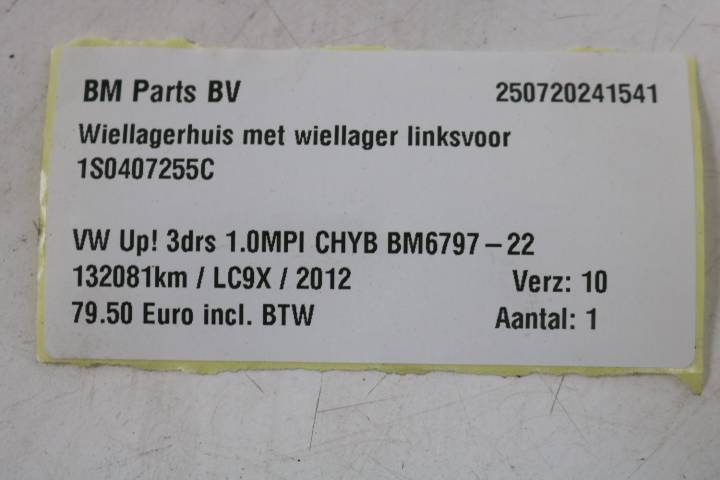 BM Parts BV 250720241541
Wiellagerhuis met wiellager linksvoor
1S0407255C
VW Up! 3drs 1.0MPI CHYB BM6797-22
132081km / LC9X / 2012 Verz: 10
79.50 Euro incl. BTW Aantal: 1